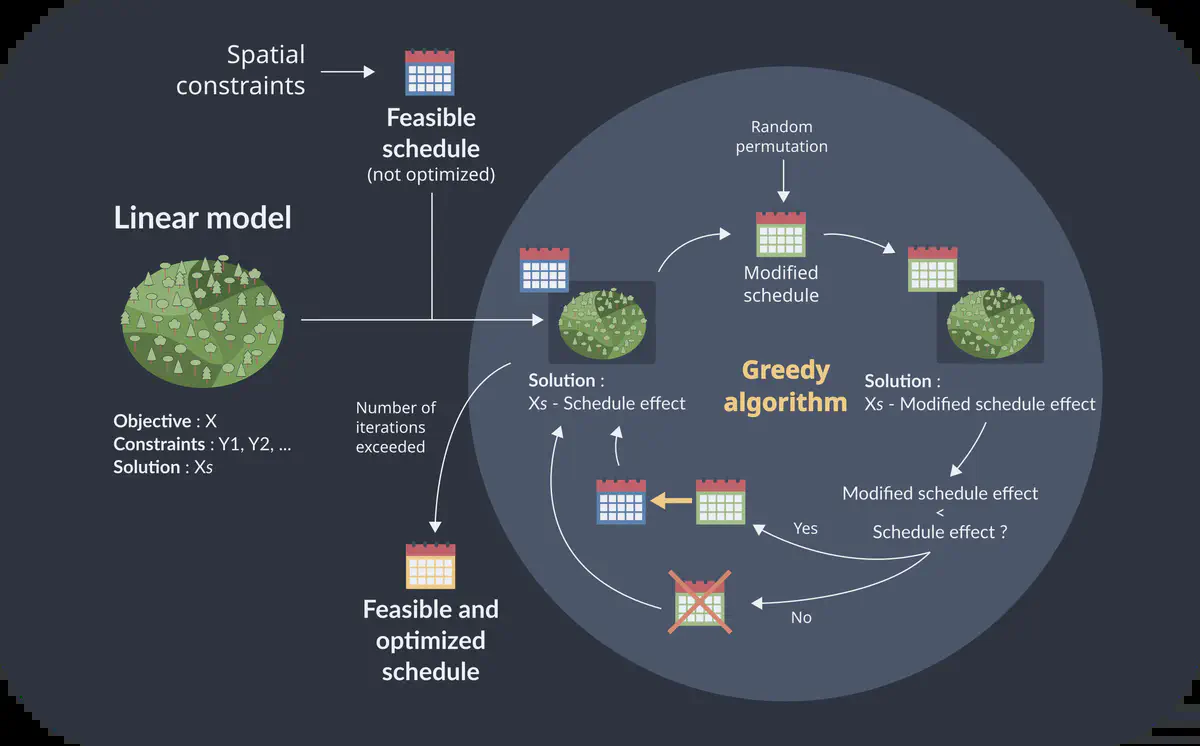 Spatial
constraints
Feasible
schedule
(not optimized)
Linear model
Objective : X
Constraints : Y1, Y2, ...
Solution : Xs
Random
permutation
Modified
schedule
Solution :
Xs - Schedule effect
Greedy
algorithm
Solution :
Xs - Modified schedule effect
Number of
iterations
exceeded
Modified schedule effect
<
Schedule effect ?
Yes
No
Feasible and
optimized
schedule